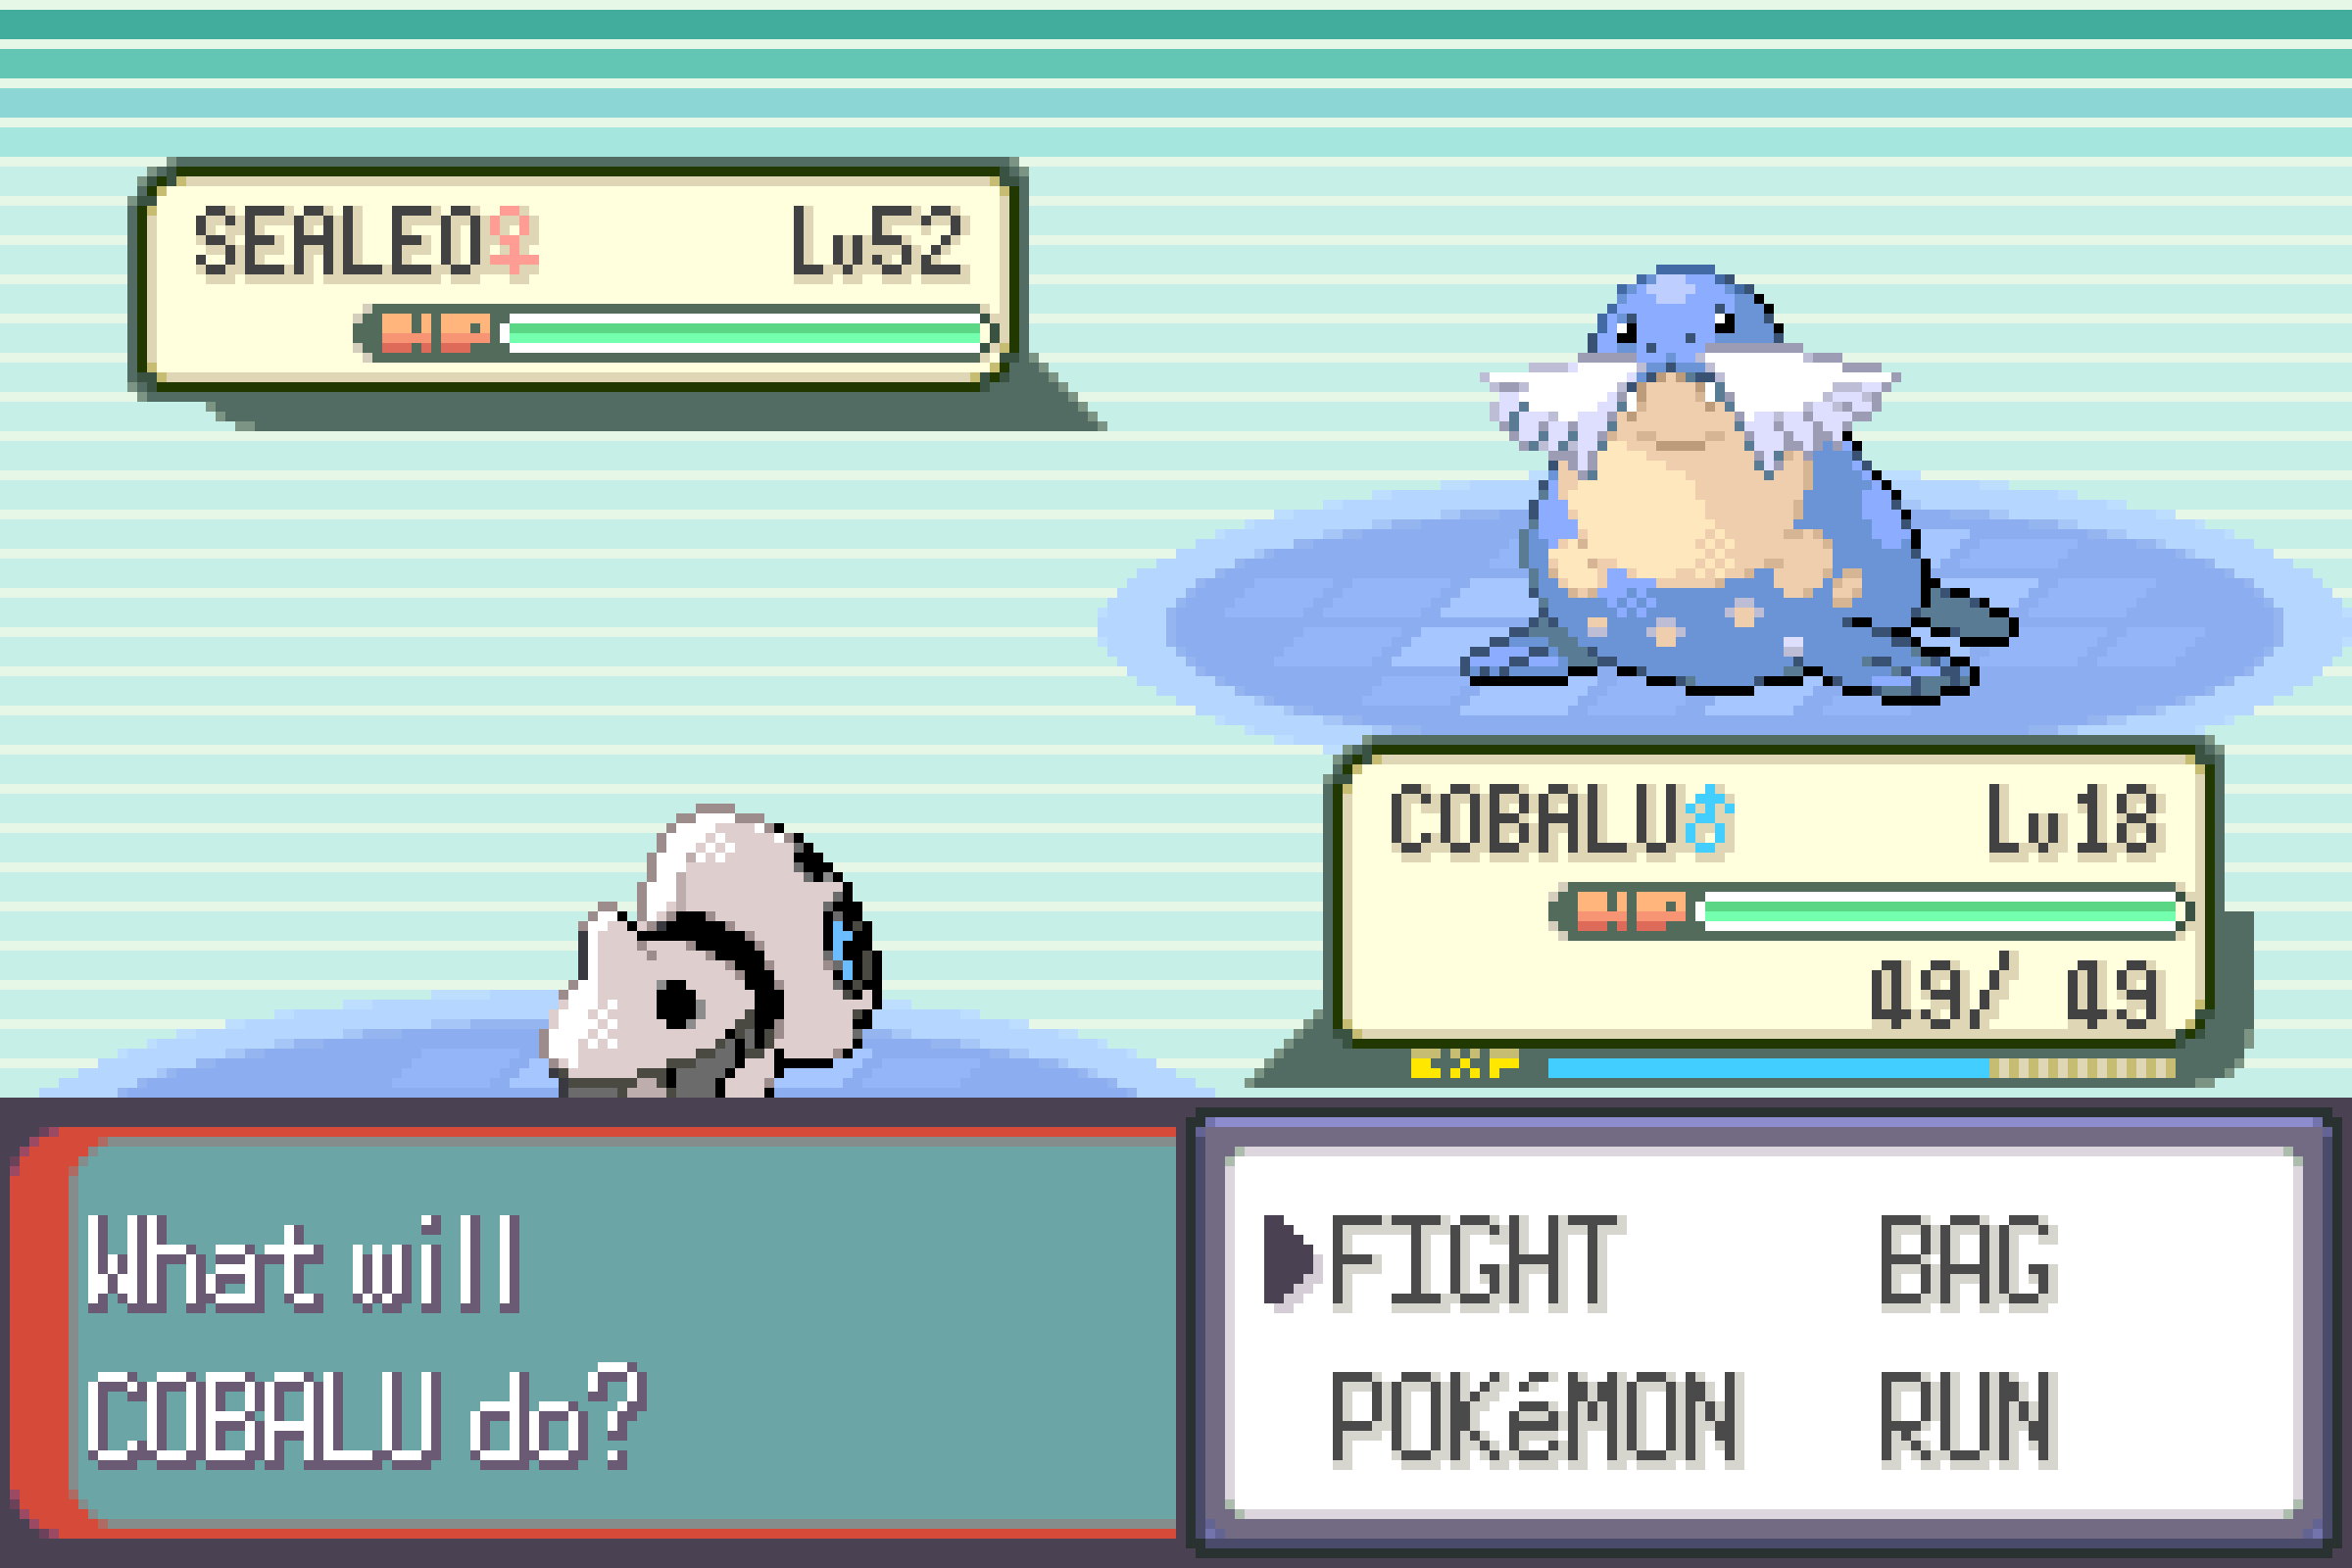 SEALEO♀ Lv52
HP
COBALU♂ Lv18
HP
49/ 49
EXP
What will
COBALU do?
FIGHT BAG
POKéMON RUN